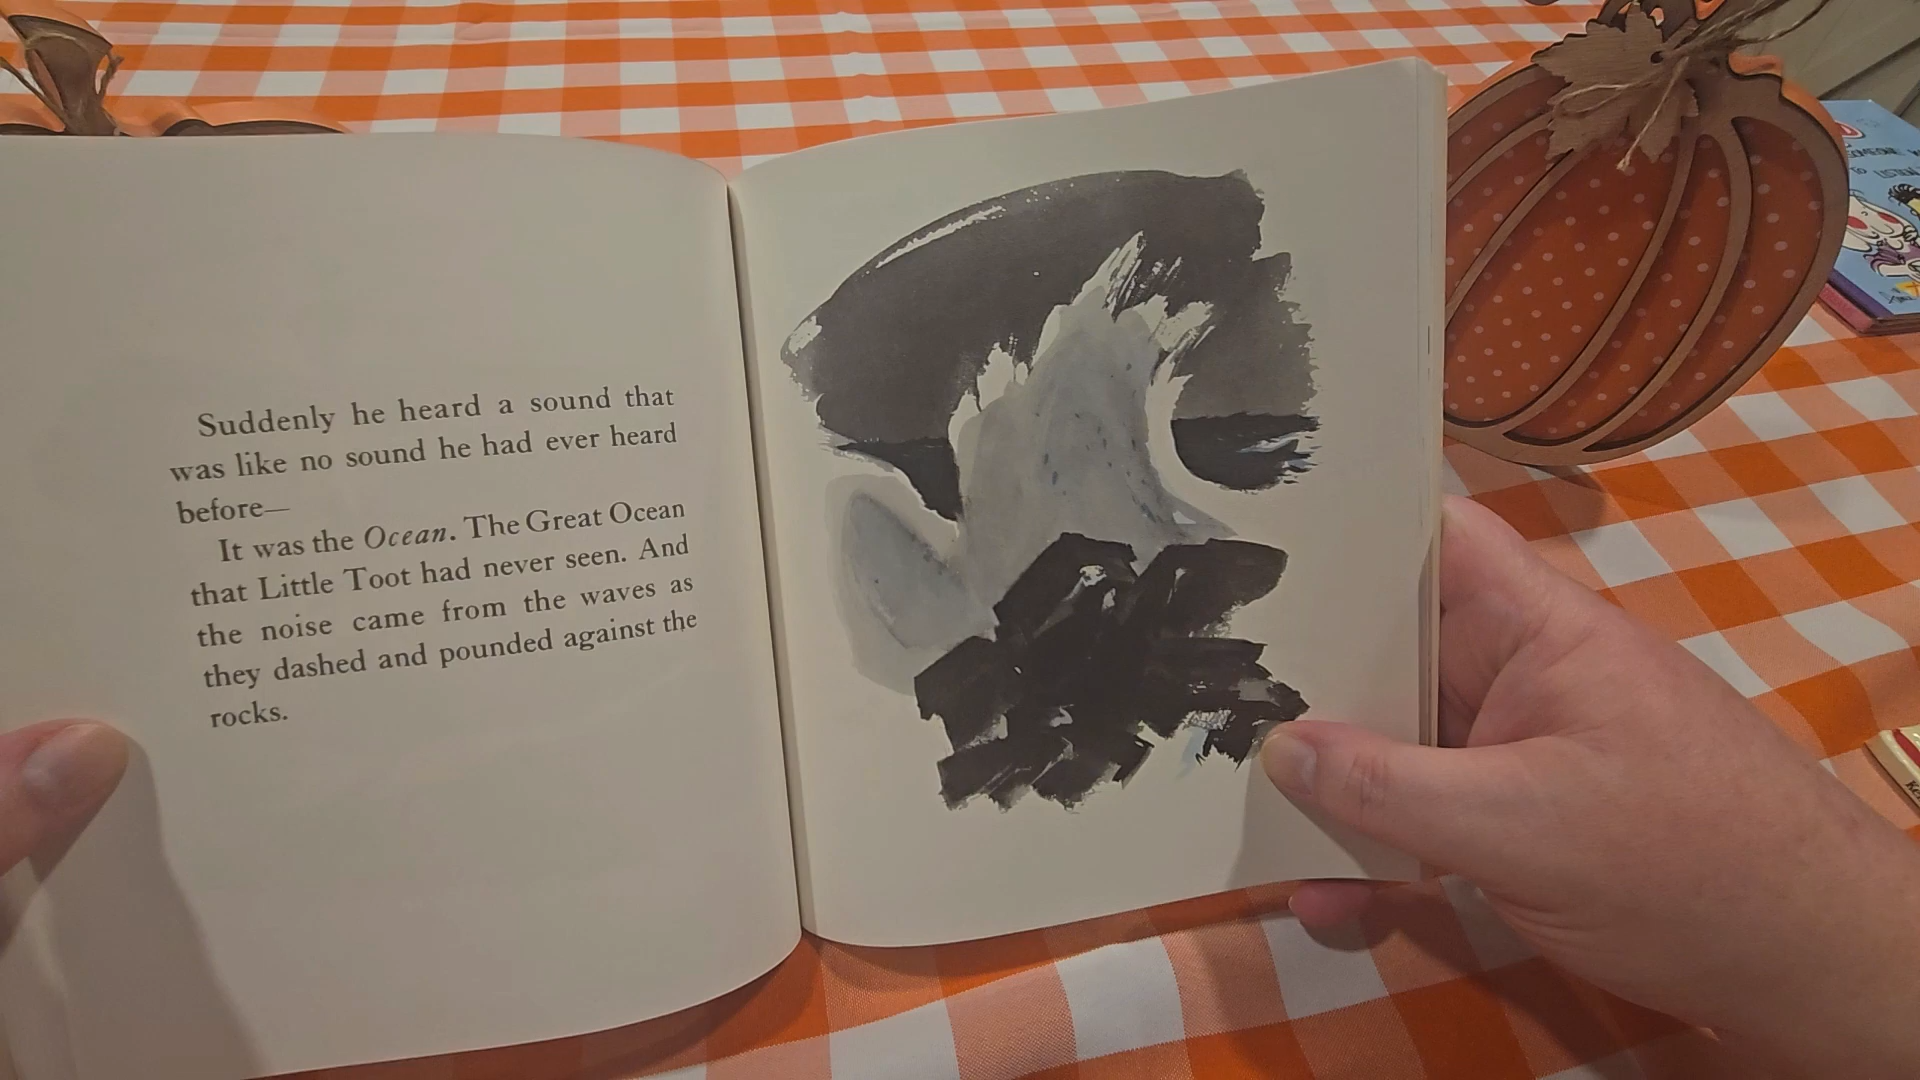 Suddenly he heard a sound that
was like no sound he had ever heard
before—
It was the Ocean. The Great Ocean
that Little Toot had never seen. And
the noise came from the waves as
they dashed and pounded against the
rocks.
TO LISTEN